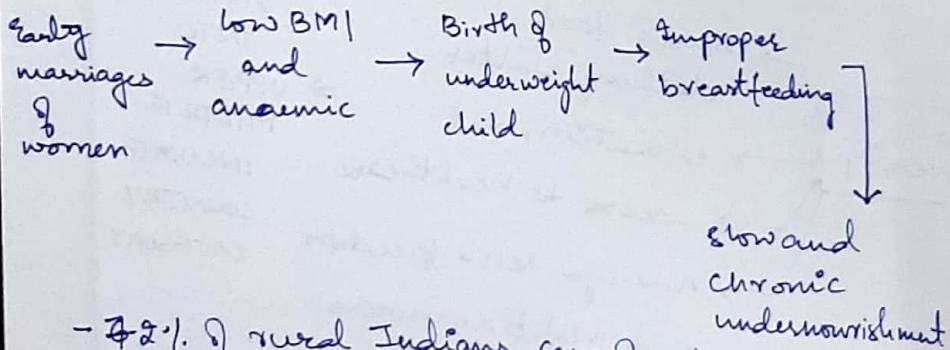 Early marriages of women → Low BMI and anaemic → Birth of underweight child → Improper breastfeeding
slow and
chronic
undernourishment
- 42% of rural Indians